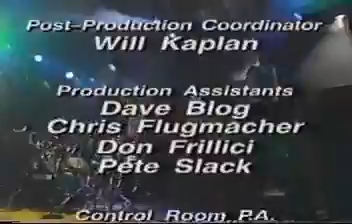 Post-Production Coordinator
Will Kaplan
Production Assistants
Dave Blog
Chris Flugmacher
Don Frillici
Pete Slack
Control Room P.A.